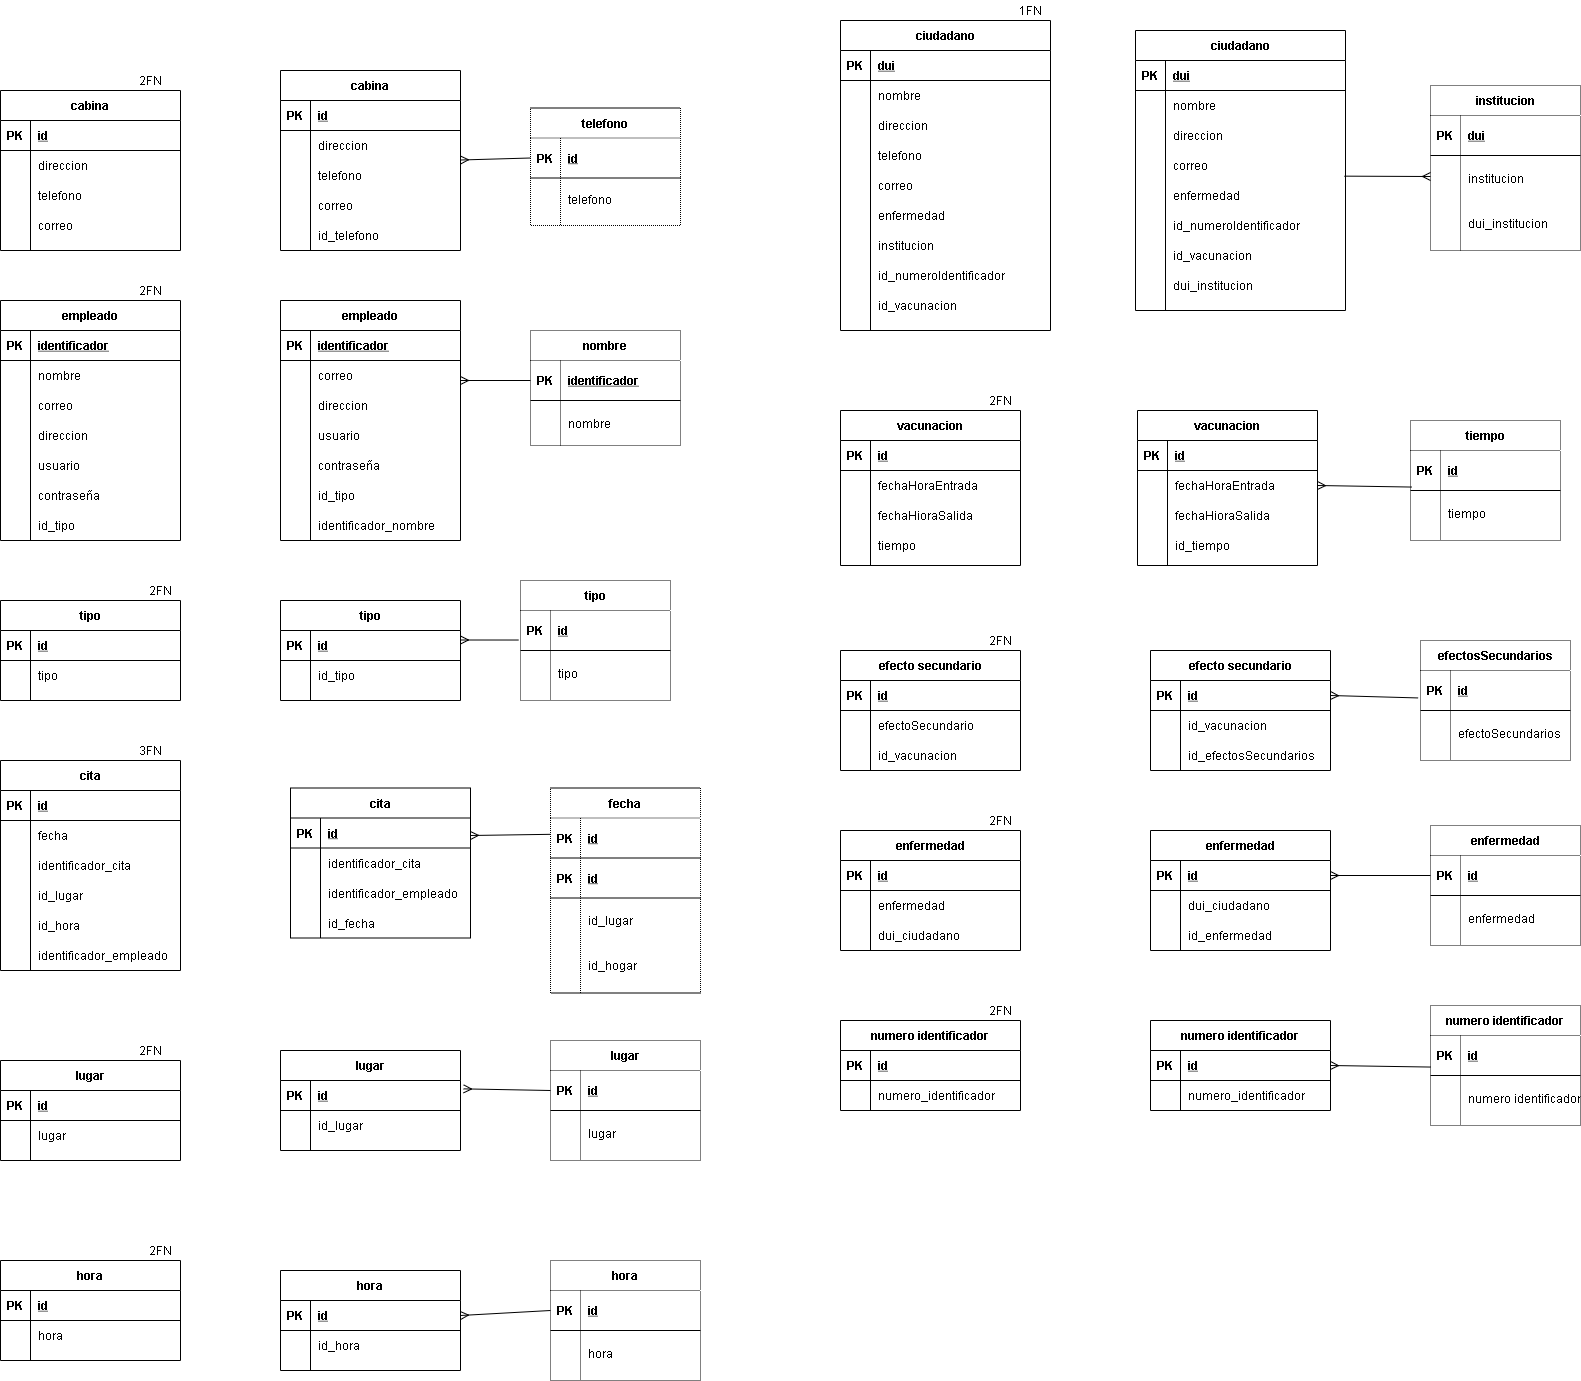 2FN
cabina
PK id
direccion
telefono
correo
cabina
PK id
direccion
telefono
correo
id_telefono
telefono
PK id
telefono
2FN
empleado
PK identificador
nombre
correo
direccion
usuario
contraseña
id_tipo
empleado
PK identificador
correo
direccion
usuario
contraseña
id_tipo
identificador_nombre
nombre
PK identificador
nombre
2FN
tipo
PK id
tipo
tipo
PK id
id_tipo
tipo
PK id
tipo
3FN
cita
PK id
fecha
identificador_cita
id_lugar
id_hora
identificador_empleado
cita
PK id
identificador_cita
identificador_empleado
id_fecha
fecha
PK id
PK id
id_lugar
id_hogar
2FN
lugar
PK id
lugar
lugar
PK id
id_lugar
lugar
PK id
lugar
2FN
hora
PK id
hora
hora
PK id
id_hora
hora
PK id
hora
1FN
ciudadano
PK dui
nombre
direccion
telefono
correo
enfermedad
institucion
id_numeroIdentificador
id_vacunacion
ciudadano
PK dui
nombre
direccion
correo
enfermedad
id_numeroIdentificador
id_vacunacion
dui_institucion
institucion
PK dui
institucion
dui_institucion
2FN
vacunacion
PK id
fechaHoraEntrada
fechaHioraSalida
tiempo
vacunacion
PK id
fechaHoraEntrada
fechaHioraSalida
id_tiempo
tiempo
PK id
tiempo
2FN
efecto secundario
PK id
efectoSecundario
id_vacunacion
efecto secundario
PK id
id_vacunacion
id_efectosSecundarios
efectosSecundarios
PK id
efectoSecundarios
2FN
enfermedad
PK id
enfermedad
dui_ciudadano
enfermedad
PK id
dui_ciudadano
id_enfermedad
enfermedad
PK id
enfermedad
2FN
numero identificador
PK id
numero_identificador
numero identificador
PK id
numero_identificador
numero identificador
PK id
numero identificador